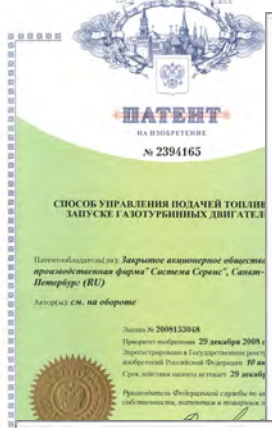 ПАТЕНТ
НА ИЗОБРЕТЕНИЕ
№ 2394165
СПОСОБ УПРАВЛЕНИЯ ПОДАЧЕЙ ТОПЛИВ
ЗАПУСКЕ ГАЗОТУРБИННЫХ ДВИГАТЕЛ
Патентообладатель(ли): Закрытое акционерное общество
производственная фирма "Система Сервис", Санкт-
Петербург (RU)
Автор(ы): см. на обороте
Заявка № 2008153048
Приоритет изобретения 29 декабря 2008 г
Зарегистрировано в Государственном реест
изобретений Российской Федерации 10 ию
Срок действия патента истекает 29 декабр
Руководитель Федеральной службы по ин
собственности, патентам и товарным з